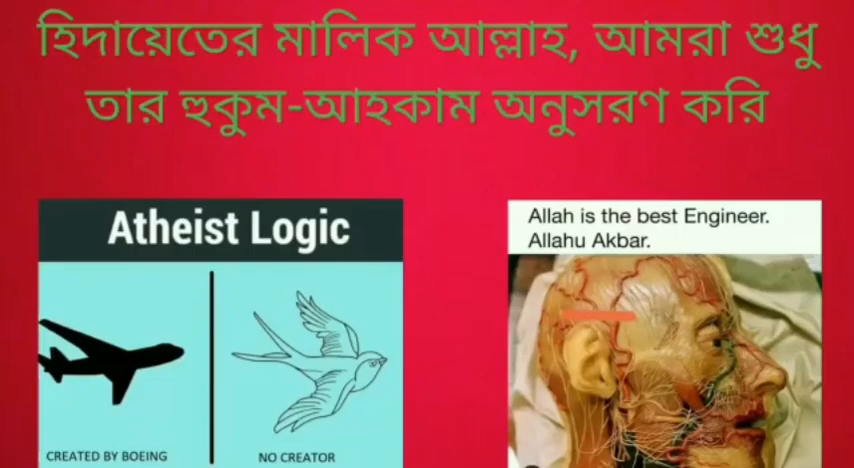 হিদায়েতের মালিক আল্লাহ, আমরা শুধু
তার হুকুম-আহকাম অনুসরণ করি
Atheist Logic
CREATED BY BOEING
NO CREATOR
Allah is the best Engineer.
Allahu Akbar.